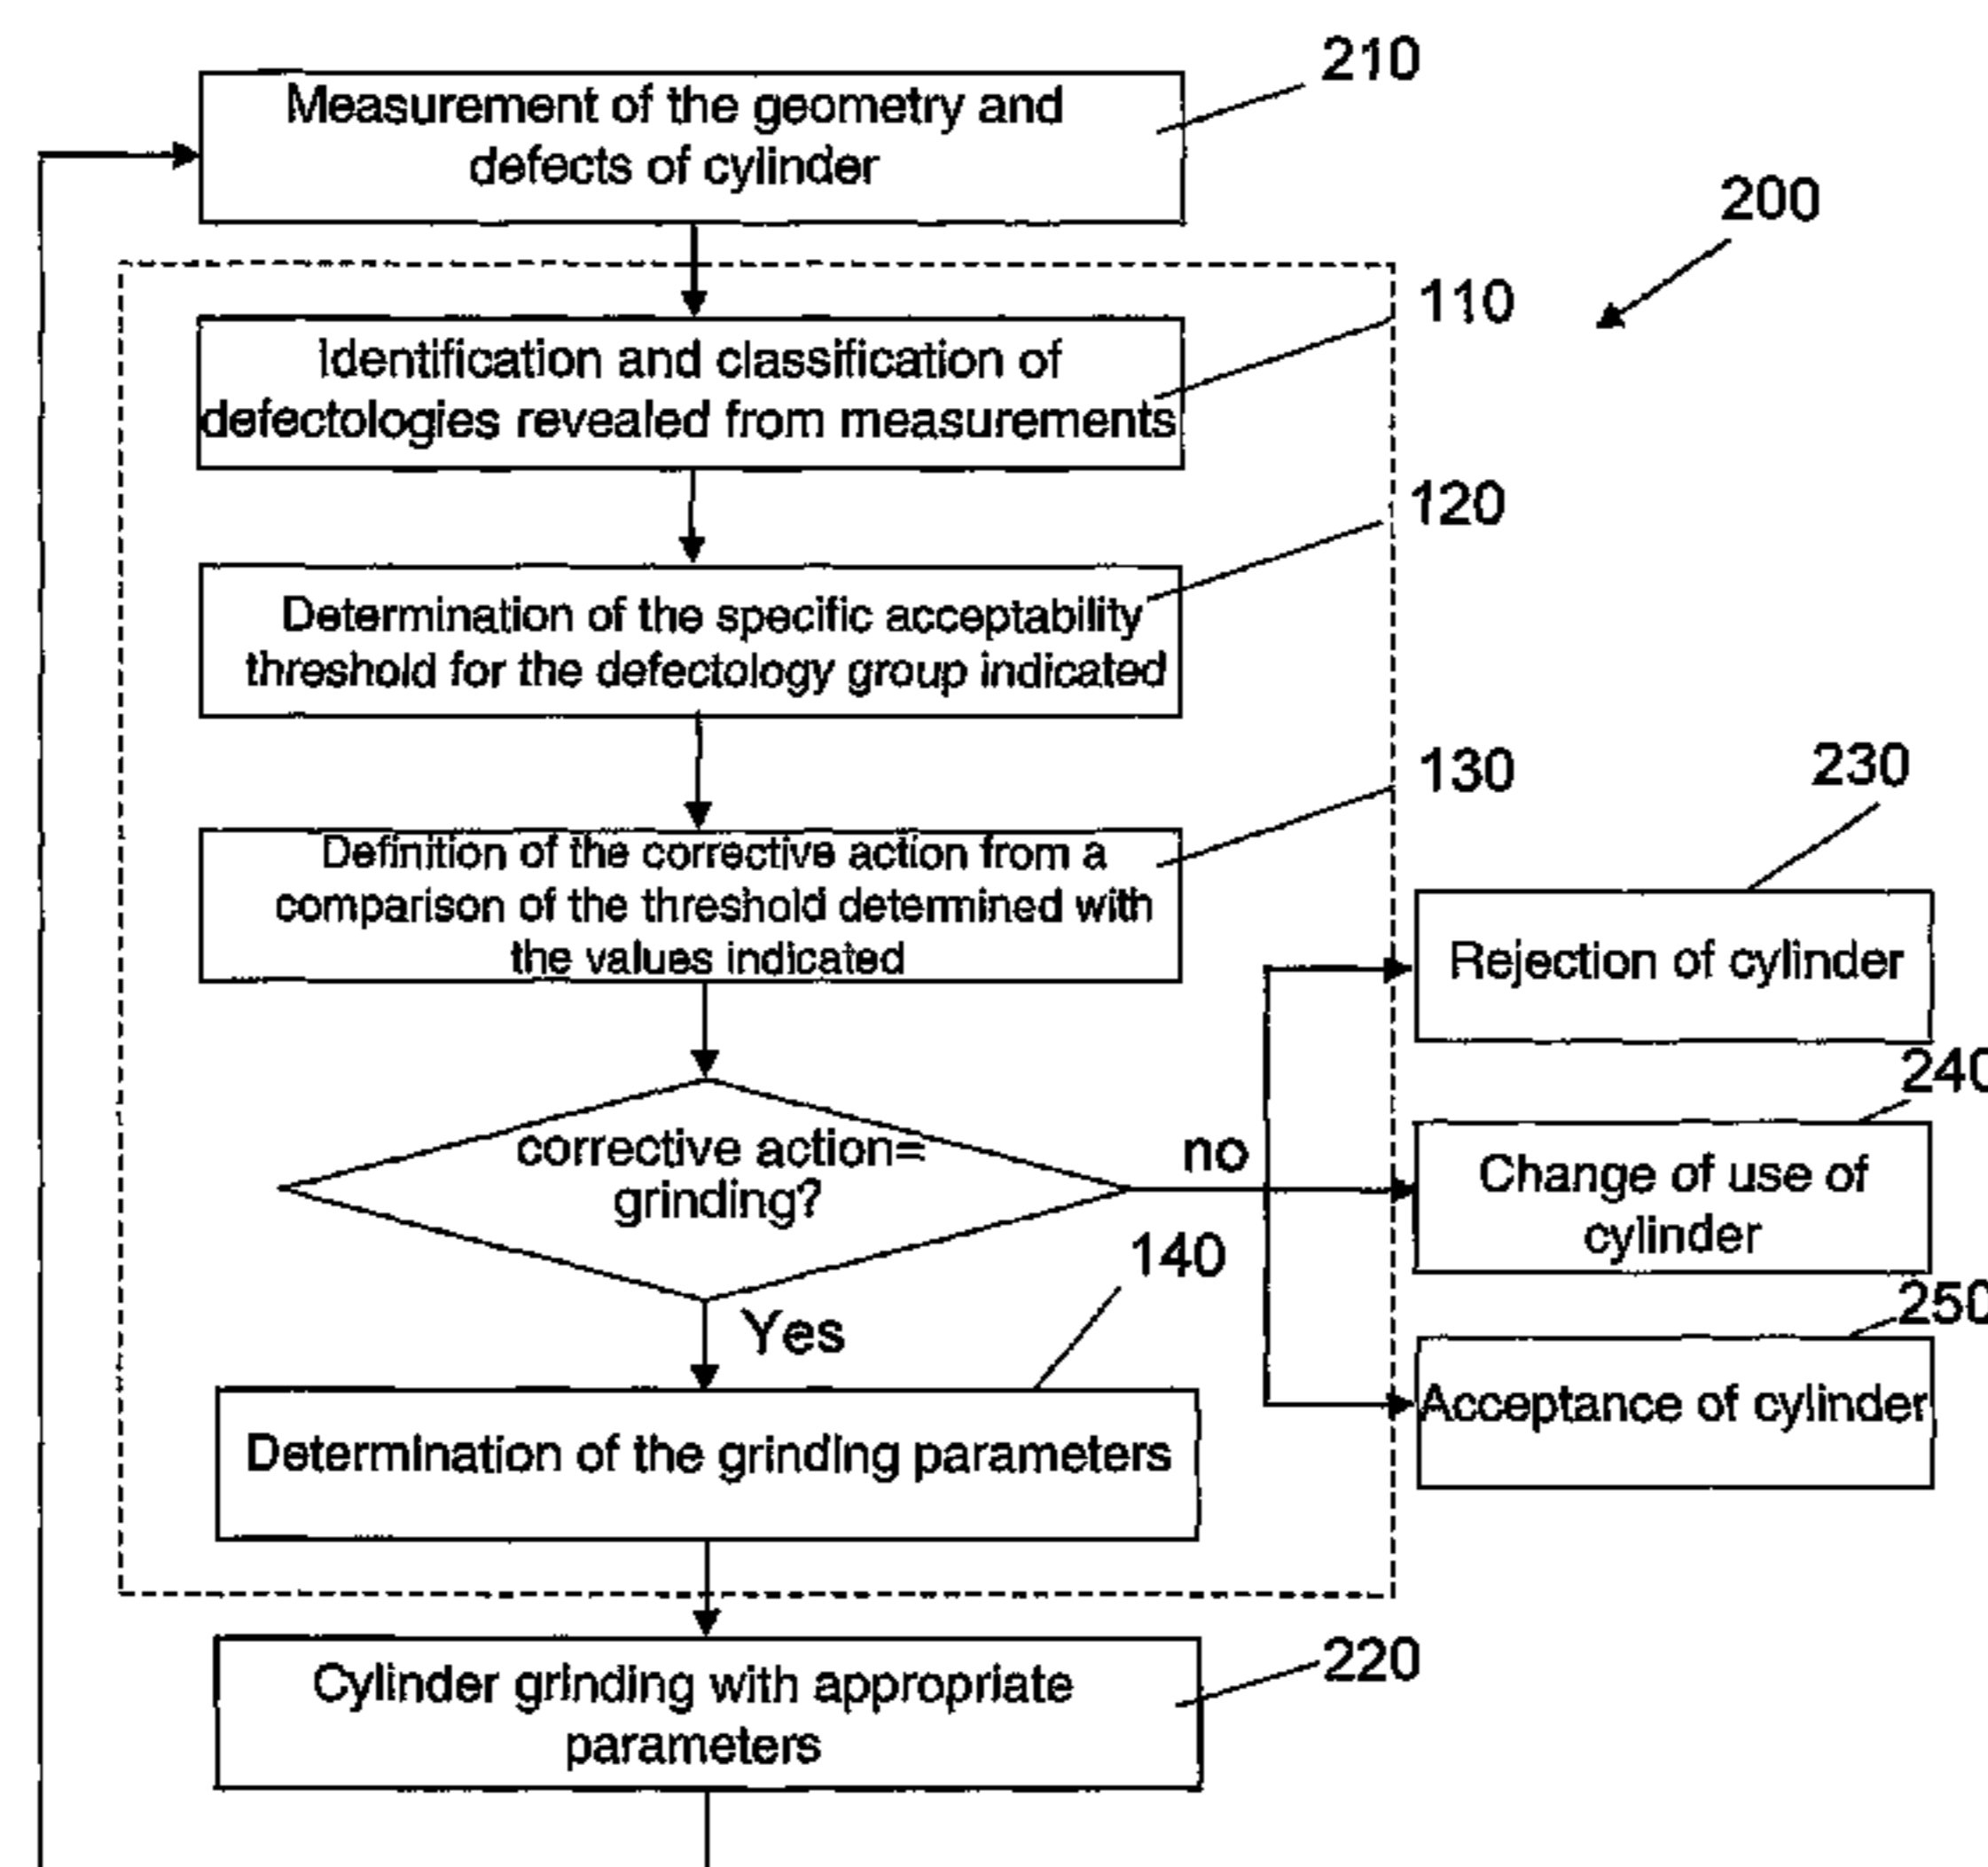 210
Measurement of the geometry and
defects of cylinder
200
110
Identification and classification of
defectologies revealed from measurements
120
Determination of the specific acceptability
threshold for the defectology group indicated
130
Definition of the corrective action from a
comparison of the threshold determined with
the values indicated
230
Rejection of cylinder
240
Change of use of
cylinder
corrective action=
grinding?
no
Yes
140
250
Acceptance of cylinder
Determination of the grinding parameters
220
Cylinder grinding with appropriate
parameters